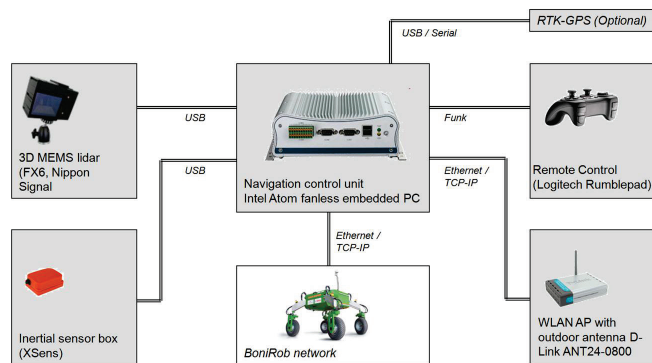 RTK-GPS (Optional)
USB / Serial
USB
Funk
3D MEMS lidar
(FX6, Nippon
Signal
USB
Ethernet /
TCP-IP
Navigation control unit
Intel Atom fanless embedded PC
Remote Control
(Logitech Rumblepad)
Ethernet /
TCP-IP
Inertial sensor box
(XSens)
BoniRob network
WLAN AP with
outdoor antenna D-
Link ANT24-0800